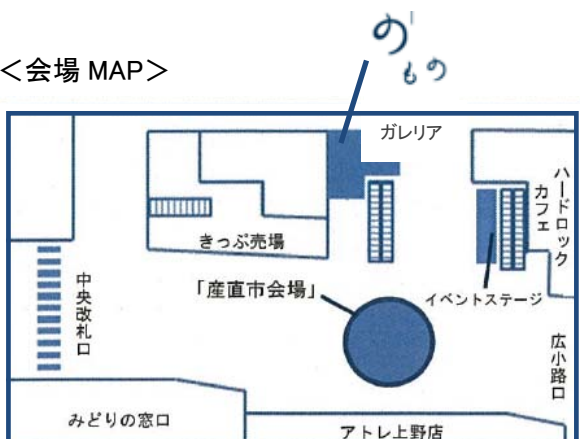 のもの
＜会場 MAP＞
ガレリア
ハードロック
カフェ
きっぷ売場
「産直市会場」
イベントステージ
中央改札口
広小路口
みどりの窓口
アトレ上野店